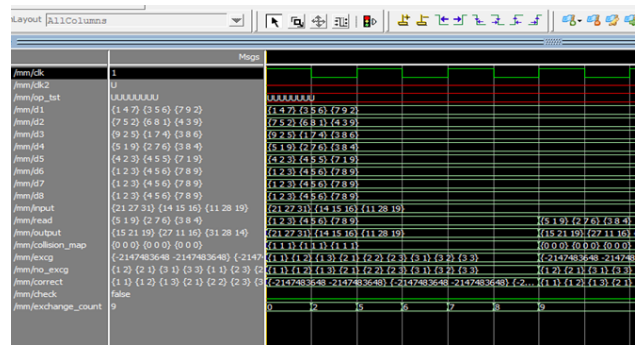 Layout AllColumns
Msgs
/mm/clk 1
/mm/clk2 U
/mm/op_tst UUUUUUUU UUUUUUUU
/mm/d1 {1 4 7} {3 5 6} {7 9 2} {1 4 7} {3 5 6} {7 9 2}
/mm/d2 {7 5 2} {6 8 1} {4 3 9} {7 5 2} {6 8 1} {4 3 9}
/mm/d3 {9 2 5} {1 7 4} {3 8 6} {9 2 5} {1 7 4} {3 8 6}
/mm/d4 {5 1 9} {2 7 6} {3 8 4} {5 1 9} {2 7 6} {3 8 4}
/mm/d5 {4 2 3} {4 5 5} {7 1 9} {4 2 3} {4 5 5} {7 1 9}
/mm/d6 {1 2 3} {4 5 6} {7 8 9} {1 2 3} {4 5 6} {7 8 9}
/mm/d7 {1 2 3} {4 5 6} {7 8 9} {1 2 3} {4 5 6} {7 8 9}
/mm/d8 {1 2 3} {4 5 6} {7 8 9} {1 2 3} {4 5 6} {7 8 9}
/mm/input {21 27 31} {14 15 16} {11 28 19} {21 27 31} {14 15 16} {11 28 19}
/mm/read {5 1 9} {2 7 6} {3 8 4} {1 2 3} {4 5 6} {7 8 9} {5 1 9} {2 7 6} {3 8 4}
/mm/output {15 21 19} {27 11 16} {31 28 14} {21 27 31} {14 15 16} {11 28 19} {15 21 19} {27 11 16}
/mm/collision_map {0 0 0} {0 0 0} {0 0 0} {1 1 1} {1 1 1} {1 1 1} {0 0 0} {0 0 0} {0 0 0}
/mm/excg {-2147483648 -2147483648} {-2147 {1 1} {1 2} {1 3} {2 1} {2 2} {2 3} {3 1} {3 2} {3 3} {-2147483648 -2147483648
/mm/no_excg {1 2} {2 1} {3 1} {3 3} {1 1} {2 3} {2 {1 1} {1 2} {1 3} {2 1} {2 2} {2 3} {3 1} {3 2} {3 3} {1 2} {2 1} {3 1} {3 3}
/mm/correct {1 1} {1 2} {1 3} {2 1} {2 2} {2 3} {3 {-2147483648 -2147483648} {-2147483648 -2147483648} {-2... {1 1} {1 2} {1 3} {2 1}
/mm/check false
/mm/exchange_count 9 0 2 5 6 7 8 9